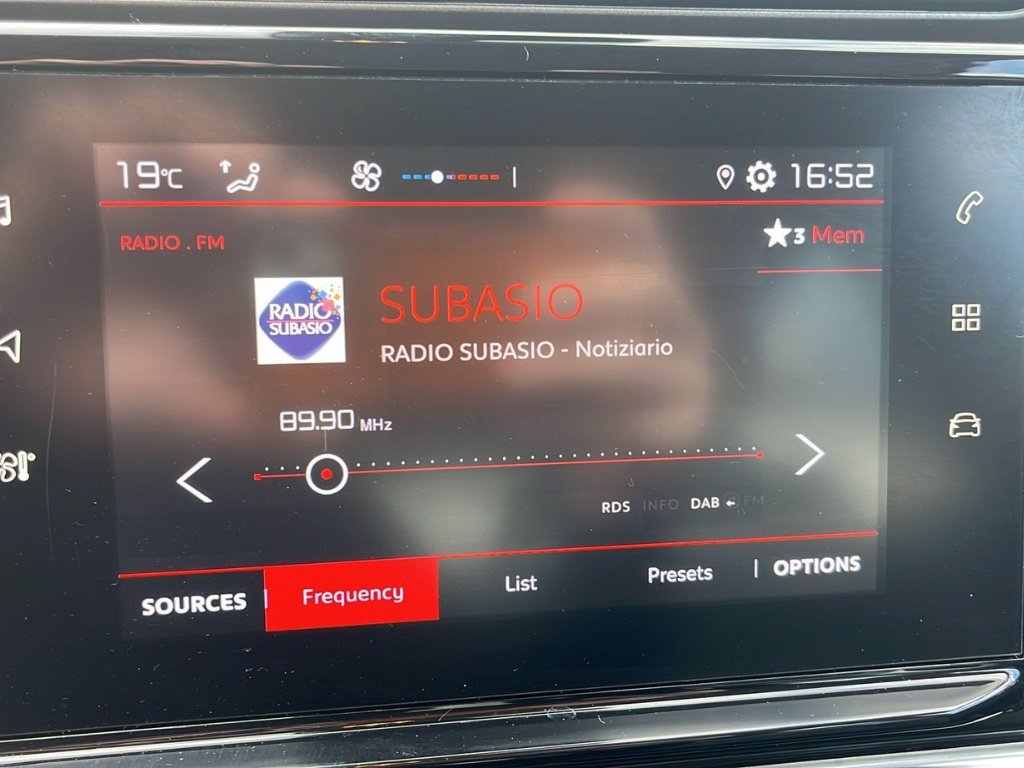 19°C 16:52
RADIO . FM
3 Mem
RADIO
SUBASIO
SUBASIO
RADIO SUBASIO - Notiziario
89.90 MHz
RDS INFO DAB FM
SOURCES Frequency List Presets OPTIONS